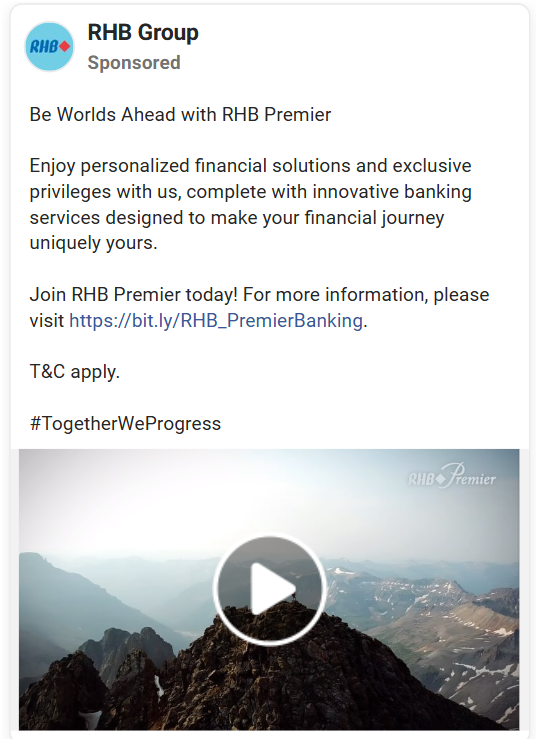 RHB
RHB Group
Sponsored
Be Worlds Ahead with RHB Premier
Enjoy personalized financial solutions and exclusive
privileges with us, complete with innovative banking
services designed to make your financial journey
uniquely yours.
Join RHB Premier today! For more information, please
visit https://bit.ly/RHB_PremierBanking.
T&C apply.
#TogetherWeProgress
RHB Premier